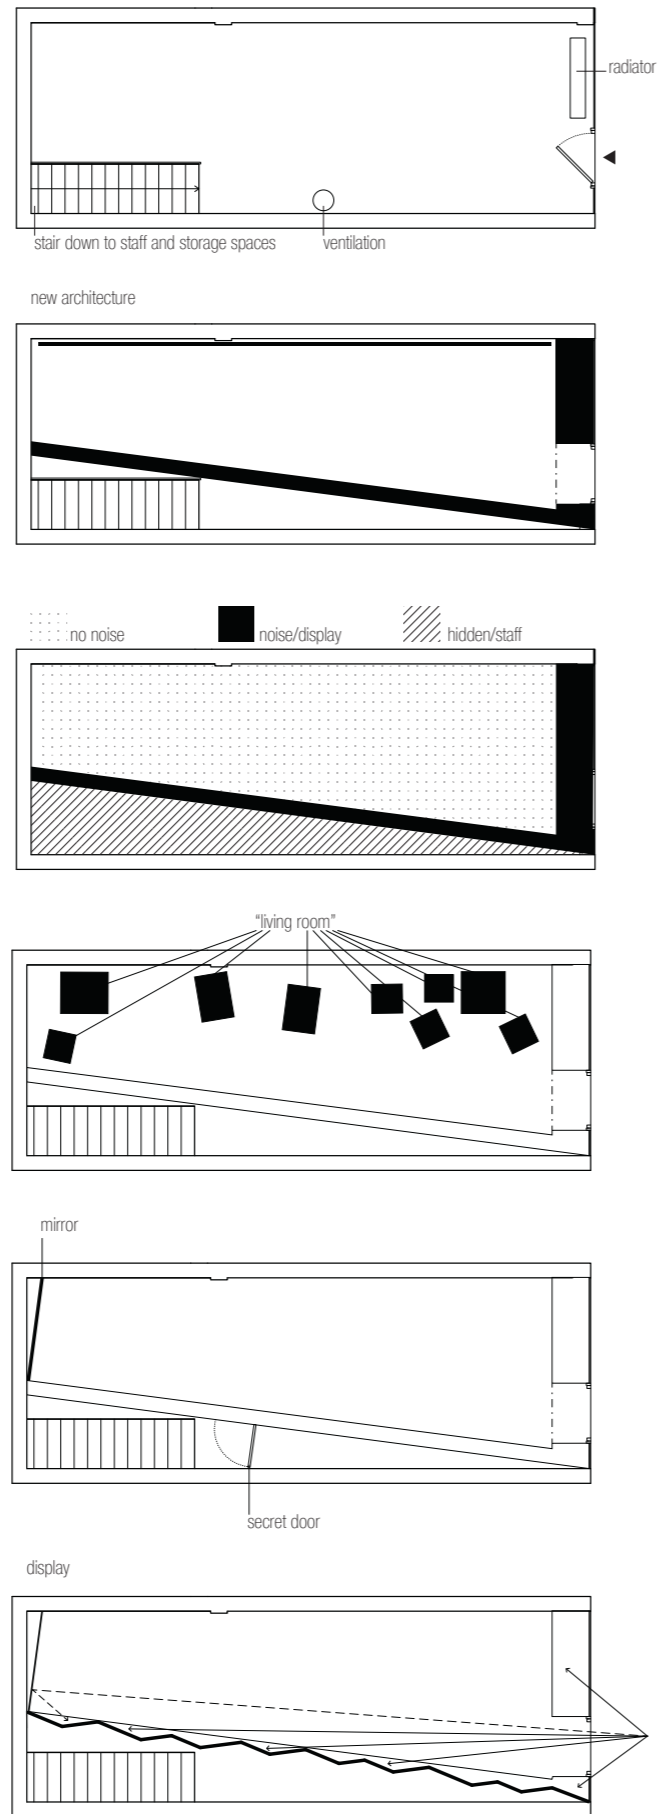 radiator
stair down to staff and storage spaces
ventilation
new architecture
no noise
noise/display
hidden/staff
“living room”
mirror
secret door
display